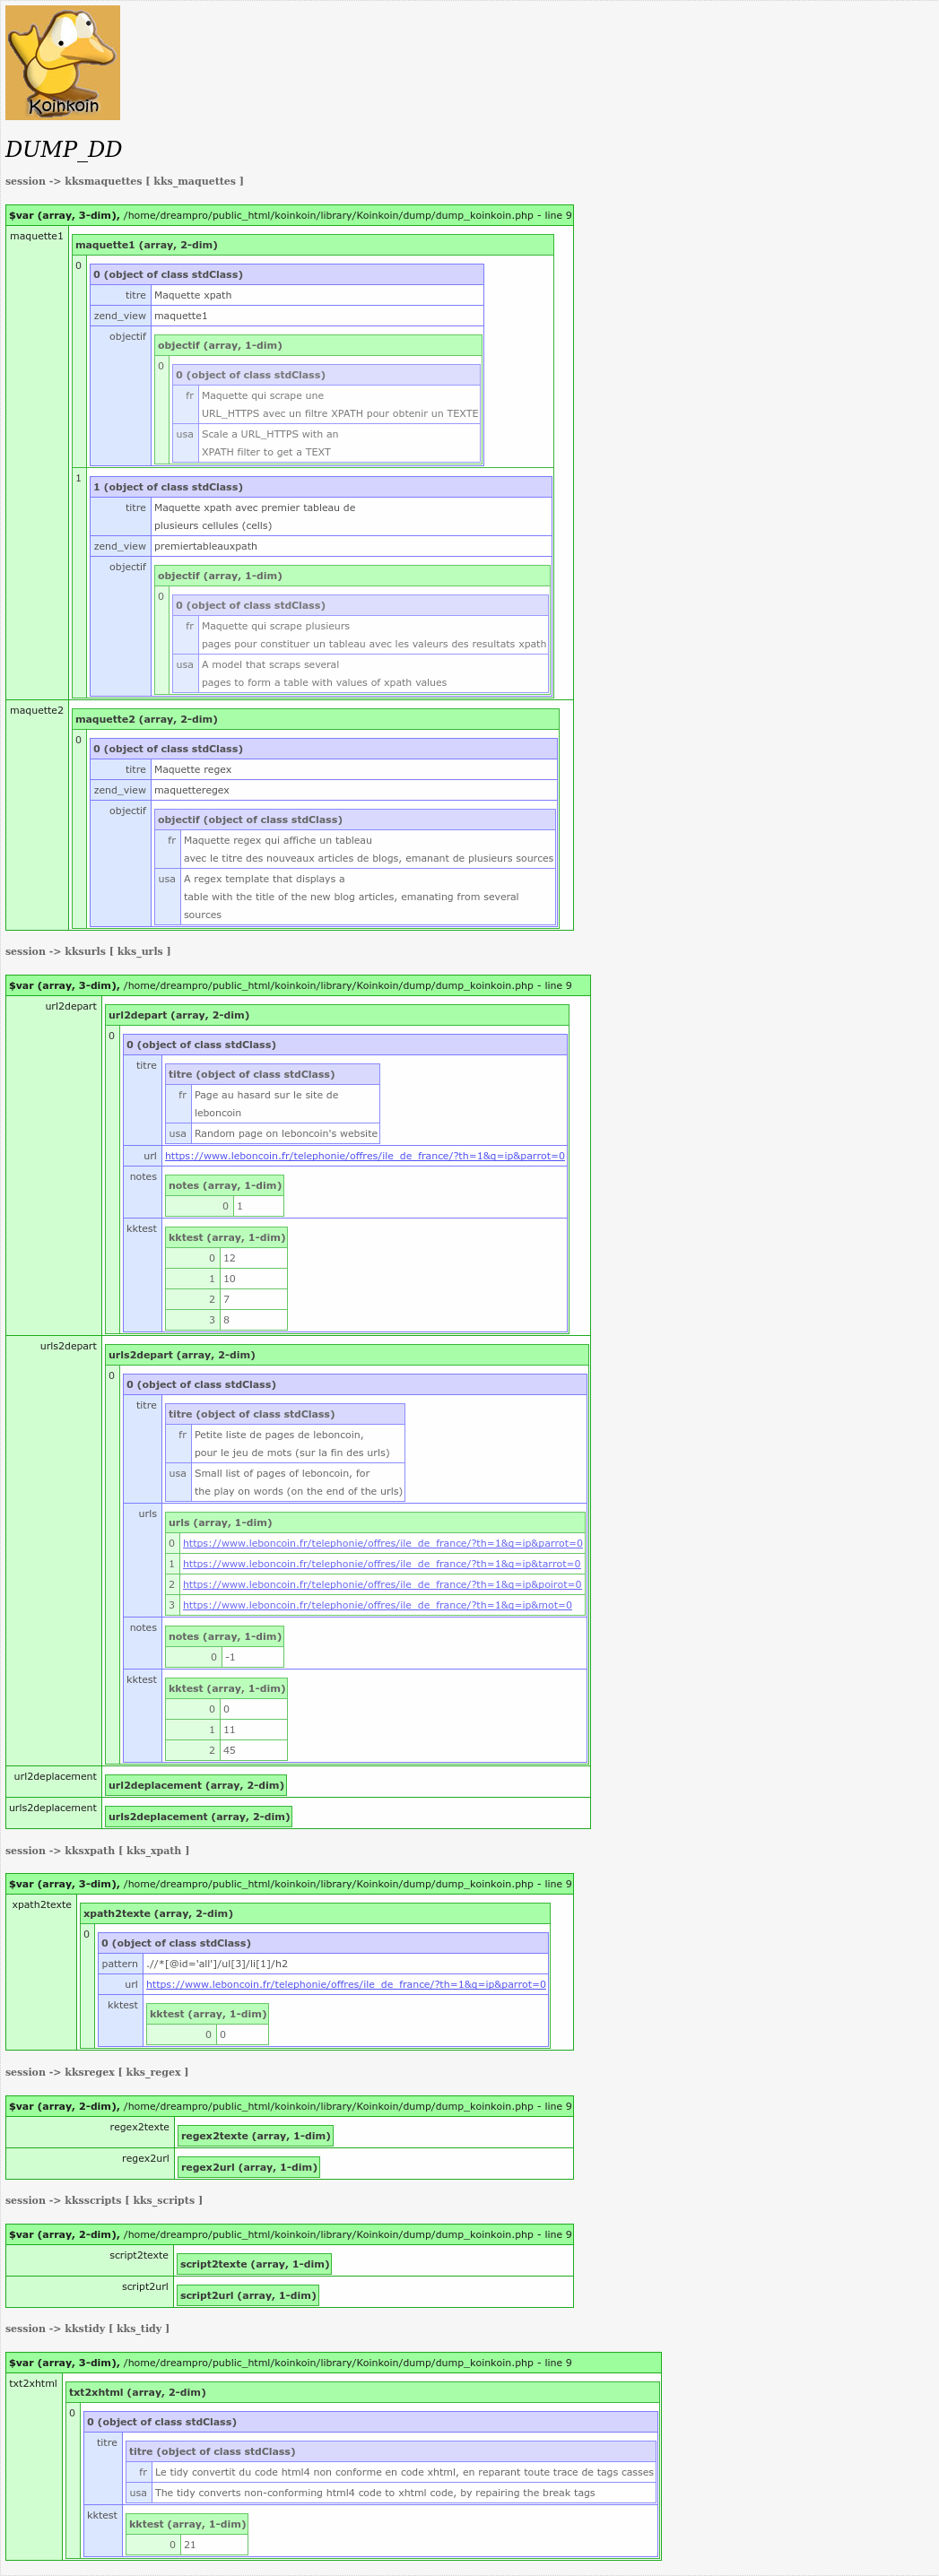 Koinkoin
DUMP_DD
session -> kksmaquettes [ kks_maquettes ]
$var (array, 3-dim), /home/dreampro/public_html/koinkoin/library/Koinkoin/dump/dump_koinkoin.php - line 9
maquette1
maquette1 (array, 2-dim)
0
0 (object of class stdClass)
titre Maquette xpath
zend_view maquette1
objectif
objectif (array, 1-dim)
0
0 (object of class stdClass)
fr Maquette qui scrape une
URL_HTTPS avec un filtre XPATH pour obtenir un TEXTE
usa Scale a URL_HTTPS with an
XPATH filter to get a TEXT
1
1 (object of class stdClass)
titre Maquette xpath avec premier tableau de
plusieurs cellules (cells)
zend_view premiertableauxpath
objectif
objectif (array, 1-dim)
0
0 (object of class stdClass)
fr Maquette qui scrape plusieurs
pages pour constituer un tableau avec les valeurs des resultats xpath
usa A model that scraps several
pages to form a table with values of xpath values
maquette2
maquette2 (array, 2-dim)
0
0 (object of class stdClass)
titre Maquette regex
zend_view maquetteregex
objectif
objectif (object of class stdClass)
fr Maquette regex qui affiche un tableau
avec le titre des nouveaux articles de blogs, emanant de plusieurs sources
usa A regex template that displays a
table with the title of the new blog articles, emanating from several
sources
session -> kksurls [ kks_urls ]
$var (array, 3-dim), /home/dreampro/public_html/koinkoin/library/Koinkoin/dump/dump_koinkoin.php - line 9
url2depart
url2depart (array, 2-dim)
0
0 (object of class stdClass)
titre
titre (object of class stdClass)
fr Page au hasard sur le site de
leboncoin
usa Random page on leboncoin's website
url https://www.leboncoin.fr/telephonie/offres/ile_de_france/?th=1&q=ip&parrot=0
notes
notes (array, 1-dim)
0 1
kktest
kktest (array, 1-dim)
0 12
1 10
2 7
3 8
urls2depart
urls2depart (array, 2-dim)
0
0 (object of class stdClass)
titre
titre (object of class stdClass)
fr Petite liste de pages de leboncoin,
pour le jeu de mots (sur la fin des urls)
usa Small list of pages of leboncoin, for
the play on words (on the end of the urls)
urls
urls (array, 1-dim)
0 https://www.leboncoin.fr/telephonie/offres/ile_de_france/?th=1&q=ip&parrot=0
1 https://www.leboncoin.fr/telephonie/offres/ile_de_france/?th=1&q=ip&tarrot=0
2 https://www.leboncoin.fr/telephonie/offres/ile_de_france/?th=1&q=ip&poirot=0
3 https://www.leboncoin.fr/telephonie/offres/ile_de_france/?th=1&q=ip&mot=0
notes
notes (array, 1-dim)
0 -1
kktest
kktest (array, 1-dim)
0 0
1 11
2 45
url2deplacement
url2deplacement (array, 2-dim)
urls2deplacement
urls2deplacement (array, 2-dim)
session -> kksxpath [ kks_xpath ]
$var (array, 3-dim), /home/dreampro/public_html/koinkoin/library/Koinkoin/dump/dump_koinkoin.php - line 9
xpath2texte
xpath2texte (array, 2-dim)
0
0 (object of class stdClass)
pattern .//*[@id='all']/ul[3]/li[1]/h2
url https://www.leboncoin.fr/telephonie/offres/ile_de_france/?th=1&q=ip&parrot=0
kktest
kktest (array, 1-dim)
0 0
session -> kksregex [ kks_regex ]
$var (array, 2-dim), /home/dreampro/public_html/koinkoin/library/Koinkoin/dump/dump_koinkoin.php - line 9
regex2texte
regex2texte (array, 1-dim)
regex2url
regex2url (array, 1-dim)
session -> kksscripts [ kks_scripts ]
$var (array, 2-dim), /home/dreampro/public_html/koinkoin/library/Koinkoin/dump/dump_koinkoin.php - line 9
script2texte
script2texte (array, 1-dim)
script2url
script2url (array, 1-dim)
session -> kkstidy [ kks_tidy ]
$var (array, 3-dim), /home/dreampro/public_html/koinkoin/library/Koinkoin/dump/dump_koinkoin.php - line 9
txt2xhtml
txt2xhtml (array, 2-dim)
0
0 (object of class stdClass)
titre
titre (object of class stdClass)
fr Le tidy convertit du code html4 non conforme en code xhtml, en reparant toute trace de tags casses
usa The tidy converts non-conforming html4 code to xhtml code, by repairing the break tags
kktest
kktest (array, 1-dim)
0 21